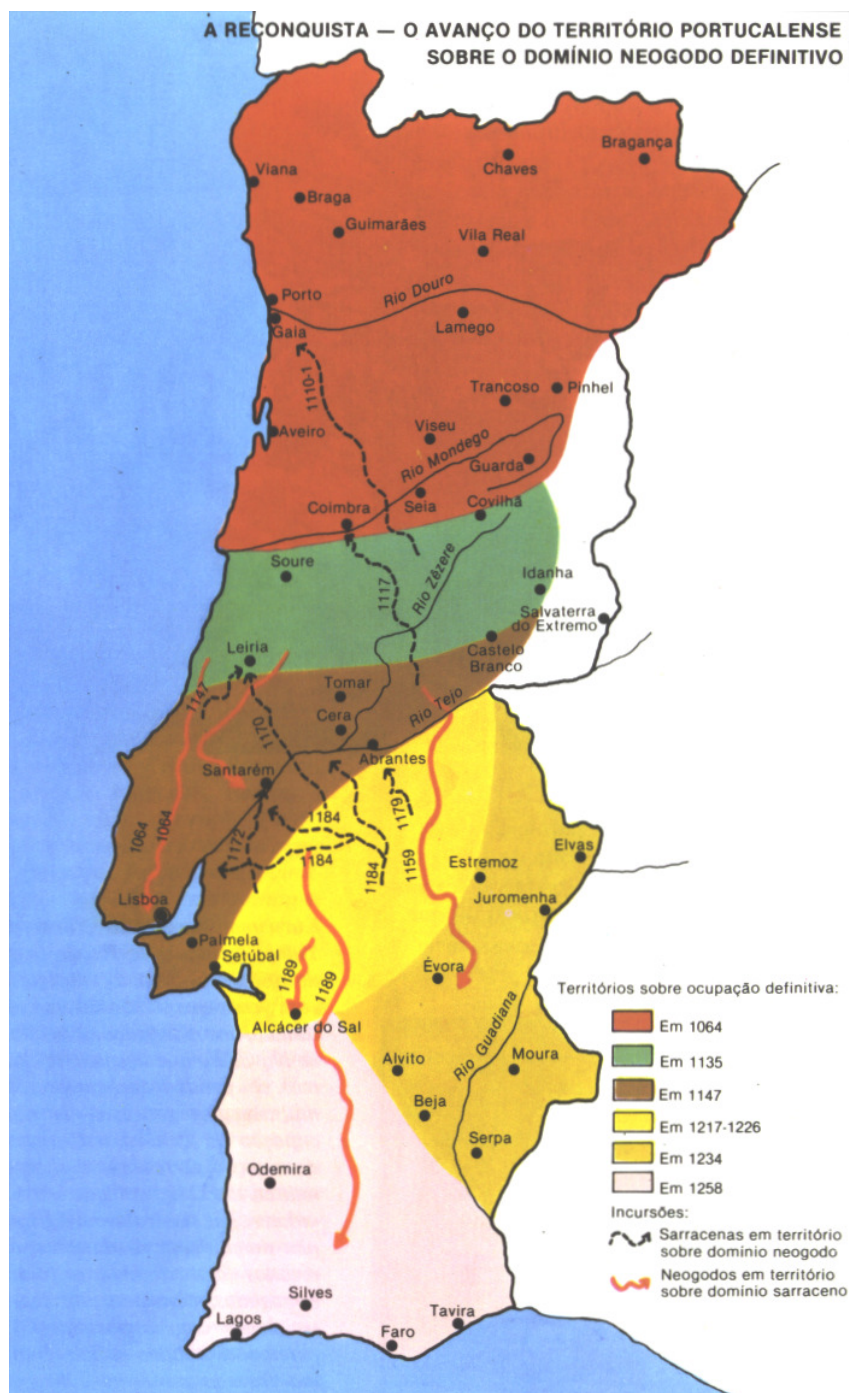 A RECONQUISTA — O AVANÇO DO TERRITÓRIO PORTUCALENSE
SOBRE O DOMÍNIO NEOGODO DEFINITIVO
Bragança
Chaves
Viana
Braga
Guimarães
Vila Real
Rio Douro
Porto
Gaia
Lamego
1110-1
Trancoso
Pinhel
Viseu
Aveiro
Rio Mondego
Guarda
Seia
Covilhã
Coimbra
Soure
1117
Rio Zêzere
Idanha
Salvaterra
do Extremo
Leiria
Castelo
Branco
1147
Tomar
Rio Tejo
Cera
1170
Abrantes
Santarém
1184
1179
1064
1064
1172
1184
1184
1159
Estremoz
Elvas
Juromenha
Lisboa
Palmela
Setúbal
Évora
1189
1189
Alcácer do Sal
Rio Guadiana
Alvito
Moura
Beja
Serpa
Odemira
Silves
Lagos
Tavira
Faro
Territórios sobre ocupação definitiva:
Em 1064
Em 1135
Em 1147
Em 1217-1226
Em 1234
Em 1258
Incursões:
Sarracenas em território
sobre domínio neogodo
Neogodos em território
sobre domínio sarraceno